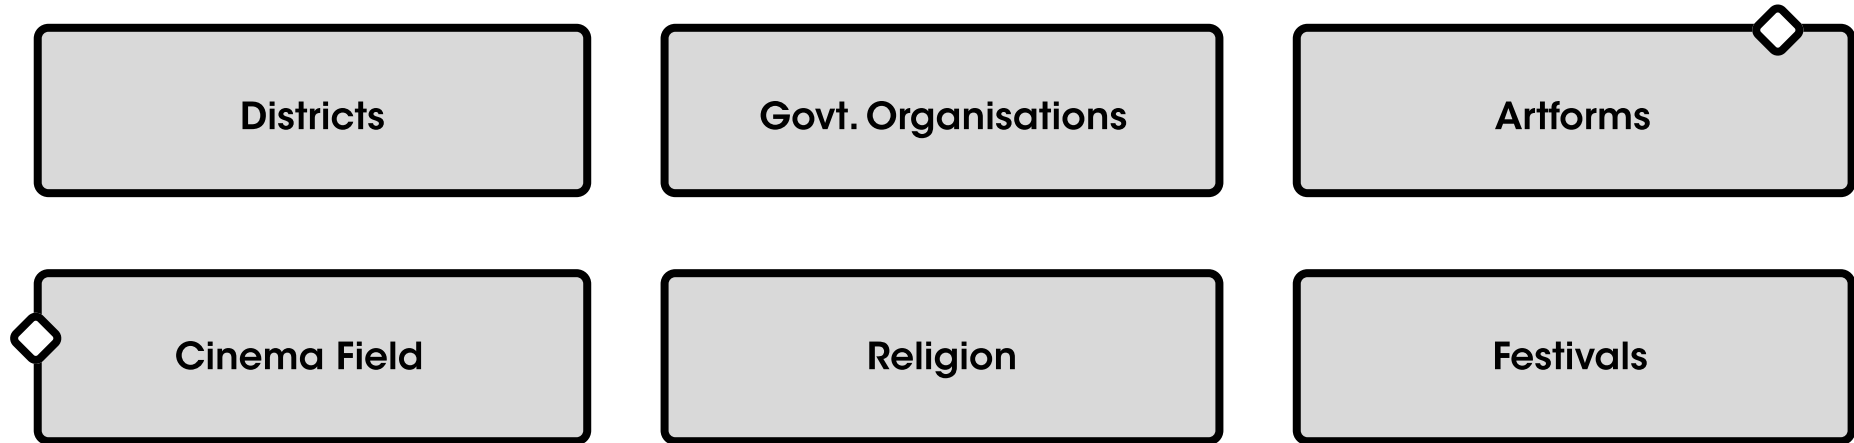 Districts
Govt. Organisations
Artforms
Cinema Field
Religion
Festivals